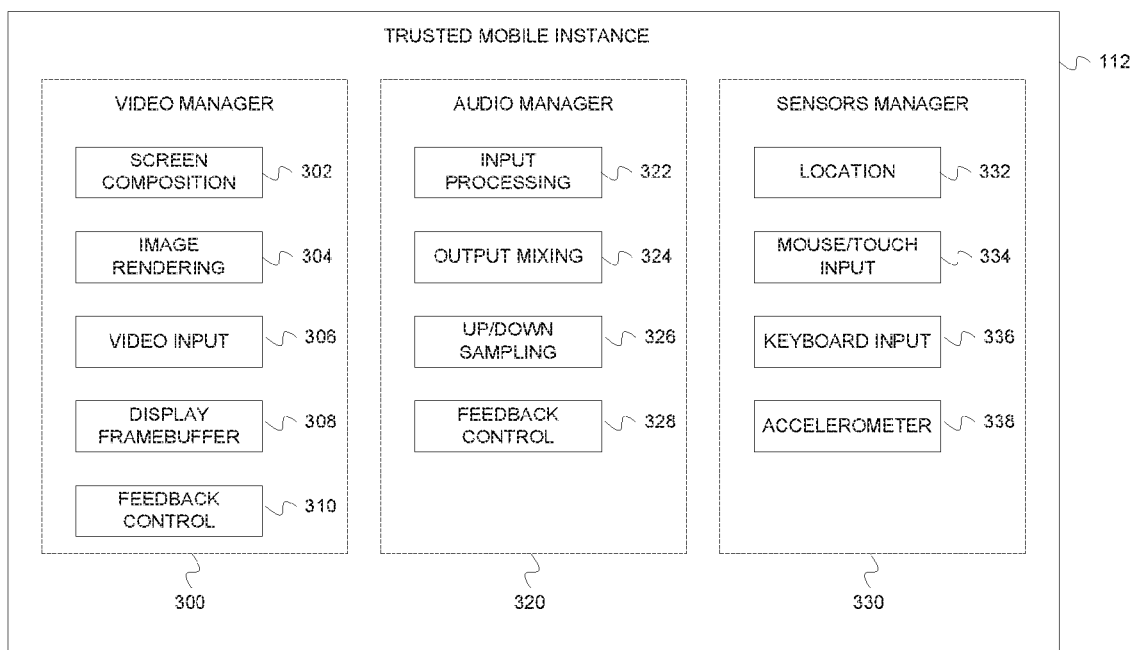 TRUSTED MOBILE INSTANCE
112
VIDEO MANAGER
SCREEN
COMPOSITION
302
IMAGE
RENDERING
304
VIDEO INPUT
306
DISPLAY
FRAMEBUFFER
308
FEEDBACK
CONTROL
310
300
AUDIO MANAGER
INPUT
PROCESSING
322
OUTPUT MIXING
324
UP/DOWN
SAMPLING
326
FEEDBACK
CONTROL
328
320
SENSORS MANAGER
LOCATION
332
MOUSE/TOUCH
INPUT
334
KEYBOARD INPUT
336
ACCELEROMETER
338
330